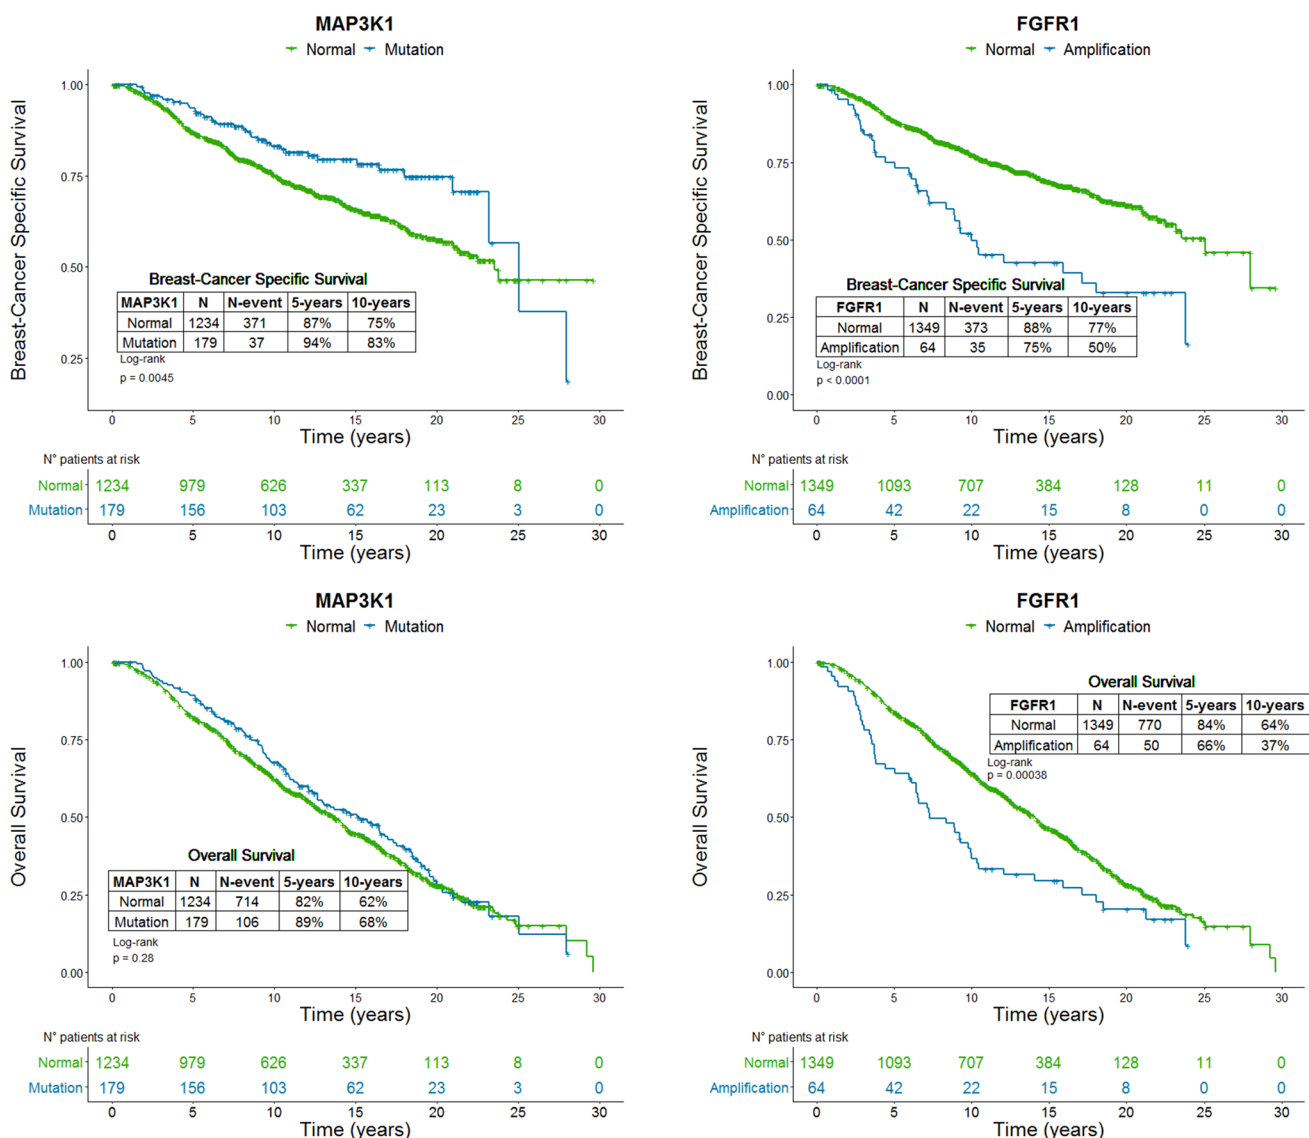 MAP3K1
Normal Mutation
Breast-Cancer Specific Survival
1.00
0.75
0.50
0.25
Breast-Cancer Specific Survival
MAP3K1 N N-event 5-years 10-years
Normal 1234 371 87% 75%
Mutation 179 37 94% 83%
Log-rank
p = 0.0045
0 5 10 15 20 25 30
Time (years)
N° patients at risk
Normal 1234 979 626 337 113 8 0
Mutation 179 156 103 62 23 3 0
0 5 10 15 20 25 30
Time (years)
FGFR1
Normal Amplification
Breast-Cancer Specific Survival
1.00
0.75
0.50
0.25
0.00
Breast-Cancer Specific Survival
FGFR1 N N-event 5-years 10-years
Normal 1349 373 88% 77%
Amplification 64 35 75% 50%
Log-rank
p < 0.0001
0 5 10 15 20 25 30
Time (years)
N° patients at risk
Normal 1349 1093 707 384 128 11 0
Amplification 64 42 22 15 8 0 0
0 5 10 15 20 25 30
Time (years)
MAP3K1
Normal Mutation
Overall Survival
1.00
0.75
0.50
0.25
0.00
Overall Survival
MAP3K1 N N-event 5-years 10-years
Normal 1234 714 82% 62%
Mutation 179 106 89% 68%
Log-rank
p = 0.28
0 5 10 15 20 25 30
Time (years)
N° patients at risk
Normal 1234 979 626 337 113 8 0
Mutation 179 156 103 62 23 3 0
0 5 10 15 20 25 30
Time (years)
FGFR1
Normal Amplification
Overall Survival
1.00
0.75
0.50
0.25
0.00
Overall Survival
FGFR1 N N-event 5-years 10-years
Normal 1349 770 84% 64%
Amplification 64 50 66% 37%
Log-rank
p = 0.00038
0 5 10 15 20 25 30
Time (years)
N° patients at risk
Normal 1349 1093 707 384 128 11 0
Amplification 64 42 22 15 8 0 0
0 5 10 15 20 25 30
Time (years)